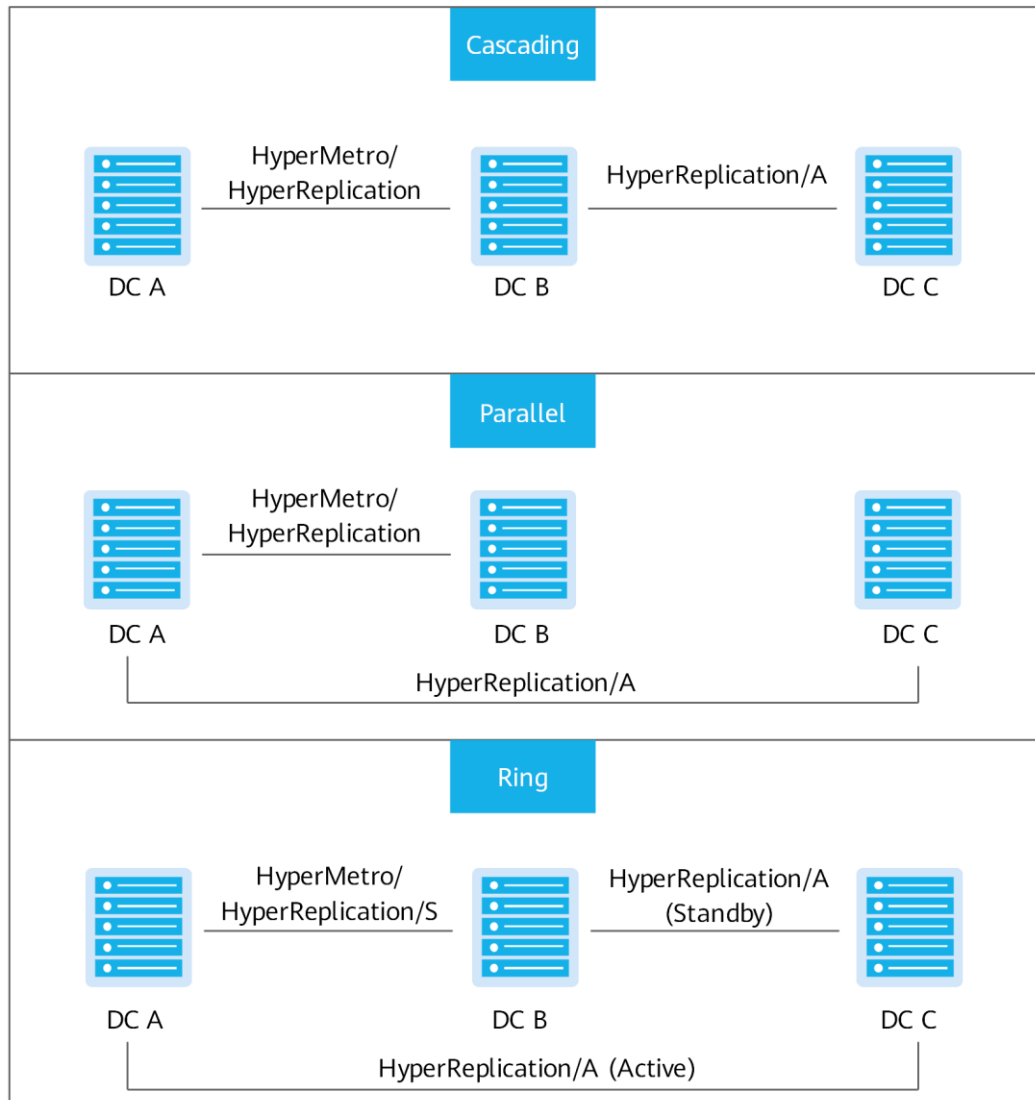 Cascading
HyperMetro/
HyperReplication
HyperReplication/A
DC A
DC B
DC C
Parallel
HyperMetro/
HyperReplication
DC A
DC B
DC C
HyperReplication/A
Ring
HyperMetro/
HyperReplication/S
HyperReplication/A
(Standby)
DC A
DC B
DC C
HyperReplication/A (Active)